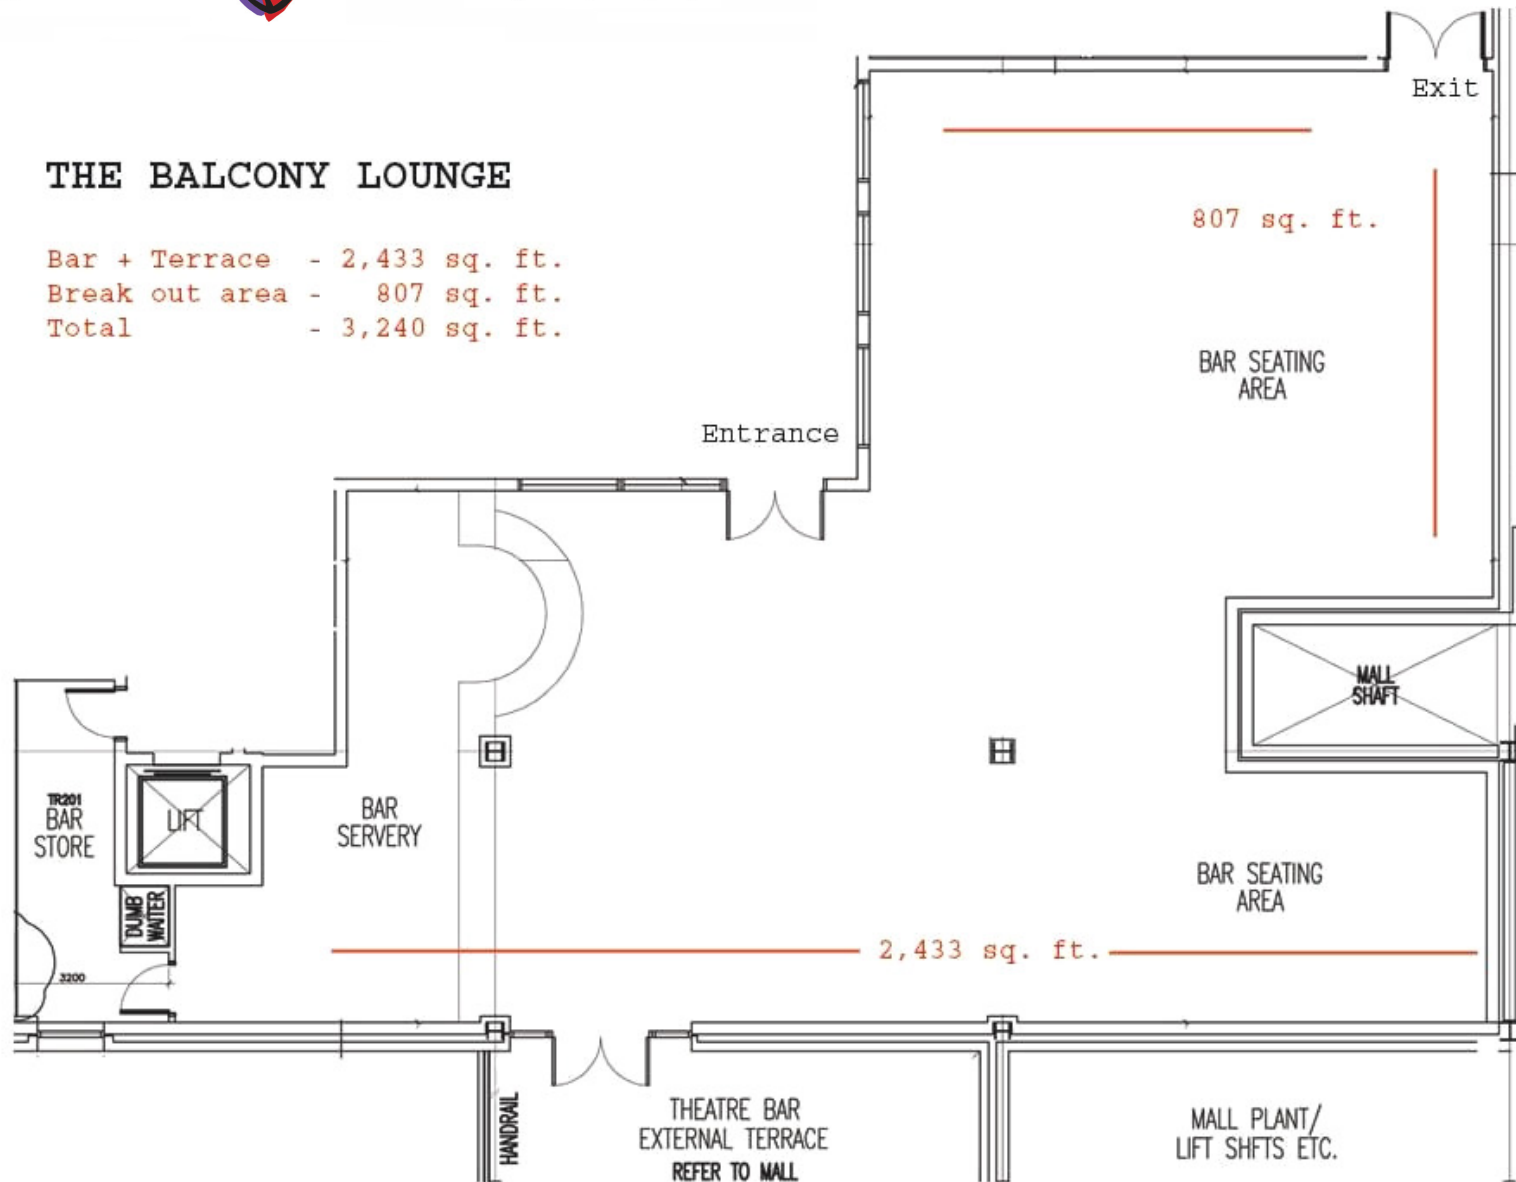 Exit
THE BALCONY LOUNGE
807 sq. ft.
Bar + Terrace - 2,433 sq. ft.
Break out area - 807 sq. ft.
Total - 3,240 sq. ft.
BAR SEATING
AREA
Entrance
MALL
SHAFT
TR201
BAR
STORE
LIFT
BAR
SERVERY
DUMB
WAITER
BAR SEATING
AREA
2,433 sq. ft.
3200
HANDRAIL
THEATRE BAR
EXTERNAL TERRACE
REFER TO MALL
MALL PLANT/
LIFT SHFTS ETC.